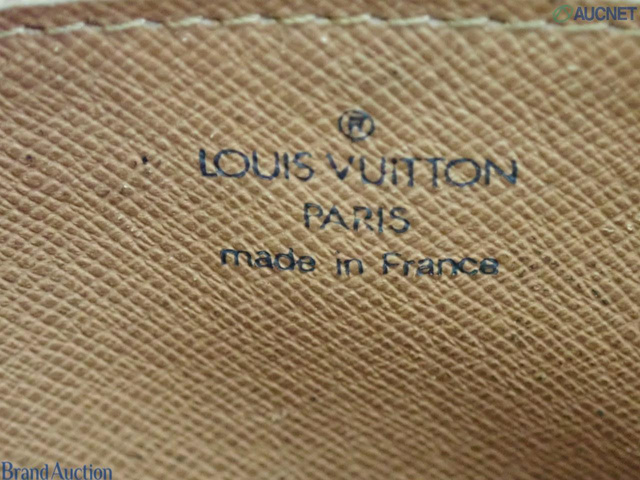 AUCNET
®
LOUIS VUITTON
PARIS
made in France
BrandAuction